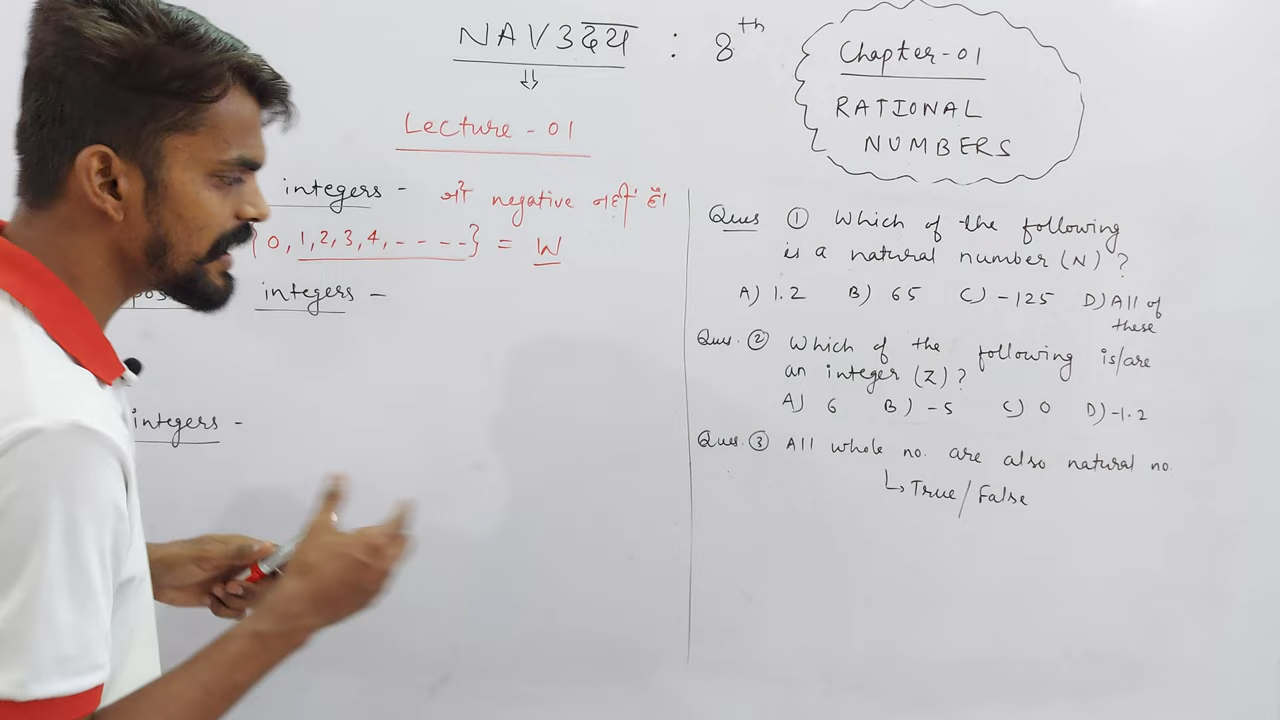 NAVउदय : 8th
Chapter-01
RATIONAL
NUMBERS
Lecture - 01
integers - जो negative नहीं हो
{0, 1, 2, 3, 4, - - - -} = W
integers -
integers -
Ques ① Which of the following
is a natural number (N) ?
A) 1.2 B) 65 C) -125 D) All of
these
Ques. ② Which of the following is/are
an integer (Z) ?
A) 6 B) -5 C) 0 D) -1.2
Ques. ③ All whole no. are also natural no.
↳ True/False